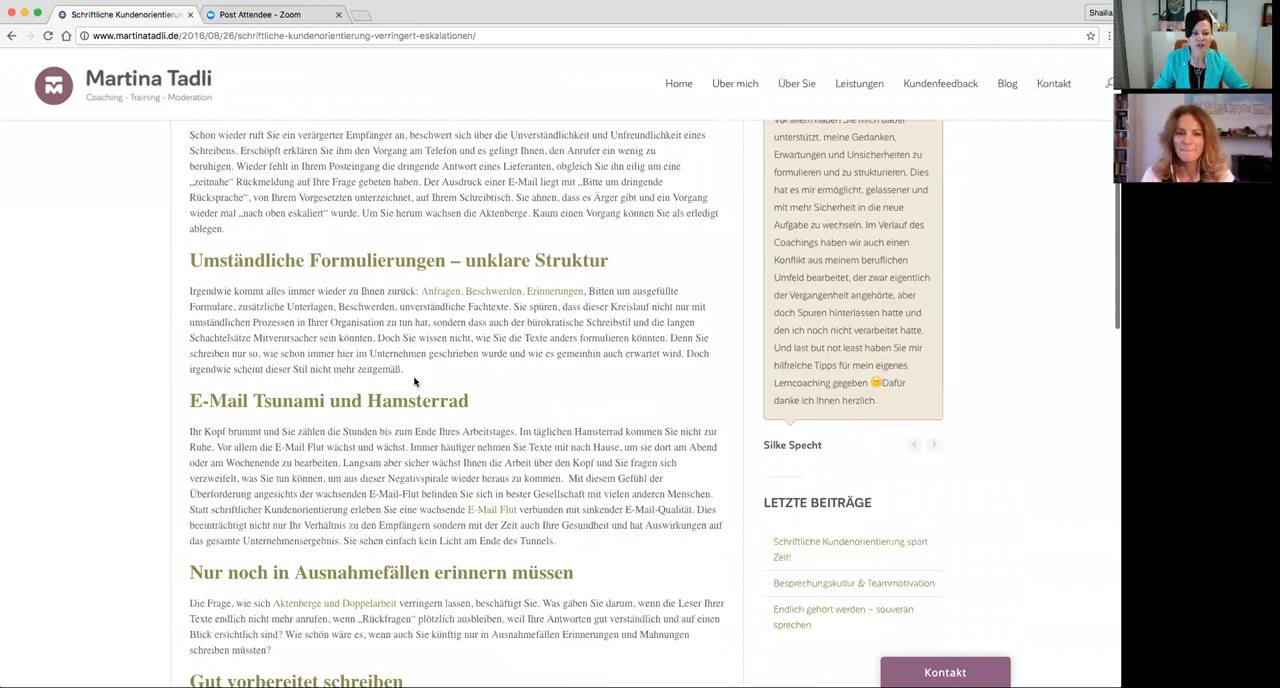 Schriftliche Kundenorientierun
Post Attendee - Zoom
Shaila
www.martinatadli.de/2016/08/26/schriftliche-kundenorientierung-verringert-eskalationen/
Martina Tadli
Coaching - Training - Moderation
Home
Über mich
Über Sie
Leistungen
Kundenfeedback
Blog
Kontakt
Schon wieder ruft Sie ein verärgerter Empfänger an, beschwert sich über die Unverständlichkeit und Unfreundlichkeit eines
Schreibens. Erschöpft erklären Sie ihm den Vorgang am Telefon und es gelingt Ihnen, den Anrufer ein wenig zu
beruhigen. Wieder fehlt in Ihrem Posteingang die dringende Antwort eines Lieferanten, obgleich Sie ihn eilig um eine
„zeitnahe“ Rückmeldung auf Ihre Frage gebeten haben. Der Ausdruck einer E-Mail liegt mit „Bitte um dringende
Rücksprache“, von Ihrem Vorgesetzten unterzeichnet, auf Ihrem Schreibtisch. Sie ahnen, dass es Ärger gibt und ein Vorgang
wieder mal „nach oben eskaliert“ wurde. Um Sie herum wachsen die Aktenberge. Kaum einen Vorgang können Sie als erledigt
ablegen.
Umständliche Formulierungen – unklare Struktur
Irgendwie kommt alles immer wieder zu Ihnen zurück: Anfragen, Beschwerden, Erinnerungen, Bitten um ausgefüllte
Formulare, zusätzliche Unterlagen, Beschwerden, unverständliche Fachtexte. Sie spüren, dass dieser Kreislauf nicht nur mit
umständlichen Prozessen in Ihrer Organisation zu tun hat, sondern dass auch der bürokratische Schreibstil und die langen
Schachtelsätze Mitverursacher sein könnten. Doch Sie wissen nicht, wie Sie die Texte anders formulieren könnten. Denn Sie
schreiben nur so, wie schon immer hier im Unternehmen geschrieben wurde und wie es gemeinhin auch erwartet wird. Doch
irgendwie scheint dieser Stil nicht mehr zeitgemäß.
E-Mail Tsunami und Hamsterrad
Ihr Kopf brummt und Sie zählen die Stunden bis zum Ende Ihres Arbeitstages. Im täglichen Hamsterrad kommen Sie nicht zur
Ruhe. Vor allem die E-Mail Flut wächst und wächst. Immer häufiger nehmen Sie Texte mit nach Hause, um sie dort am Abend
oder am Wochenende zu bearbeiten. Langsam aber sicher wächst Ihnen die Arbeit über den Kopf und Sie fragen sich
verzweifelt, was Sie tun können, um aus dieser Negativspirale wieder heraus zu kommen. Mit diesem Gefühl der
Überforderung angesichts der wachsenden E-Mail-Flut befinden Sie sich in bester Gesellschaft mit vielen anderen Menschen.
Statt schriftlicher Kundenorientierung erleben Sie eine wachsende E-Mail Flut verbunden mit sinkender E-Mail-Qualität. Dies
beeinträchtigt nicht nur Ihr Verhältnis zu den Empfängern sondern mit der Zeit auch Ihre Gesundheit und hat Auswirkungen auf
das gesamte Unternehmensergebnis. Sie sehen einfach kein Licht am Ende des Tunnels.
Nur noch in Ausnahmefällen erinnern müssen
Die Frage, wie sich Aktenberge und Doppelarbeit verringern lassen, beschäftigt Sie. Was gäben Sie darum, wenn die Leser Ihrer
Texte endlich nicht mehr anrufen, wenn „Rückfragen“ plötzlich ausbleiben, weil Ihre Antworten gut verständlich und auf einen
Blick ersichtlich sind? Wie schön wäre es, wenn auch Sie künftig nur in Ausnahmefällen Erinnerungen und Mahnungen
schreiben müssten?
Gut vorbereitet schreiben
Vor allem haben Sie mich dabei
unterstützt, meine Gedanken,
Erwartungen und Unsicherheiten zu
formulieren und zu strukturieren. Dies
hat es mir ermöglicht, gelassener und
mit mehr Sicherheit in die neue
Aufgabe zu wechseln. Im Verlauf des
Coachings haben wir auch einen
Konflikt aus meinem beruflichen
Umfeld bearbeitet, der zwar eigentlich
der Vergangenheit angehörte, aber
doch Spuren hinterlassen hatte und
den ich noch nicht verarbeitet hatte.
Und last but not least haben Sie mir
hilfreiche Tipps für mein eigenes
Lerncoaching gegeben 🙂Dafür
danke ich Ihnen herzlich.
Silke Specht
LETZTE BEITRÄGE
Schriftliche Kundenorientierung spart
Zeit!
Besprechungskultur & Teammotivation
Endlich gehört werden – souverän
sprechen
Kontakt